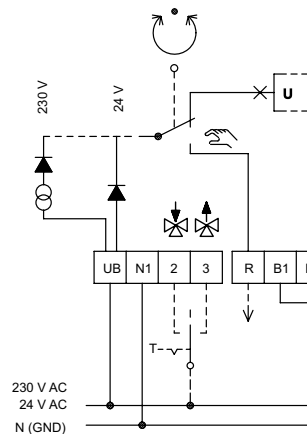 230 V
24 V
U
UB N1 2 3 R B1
T
230 V AC
24 V AC
N (GND)